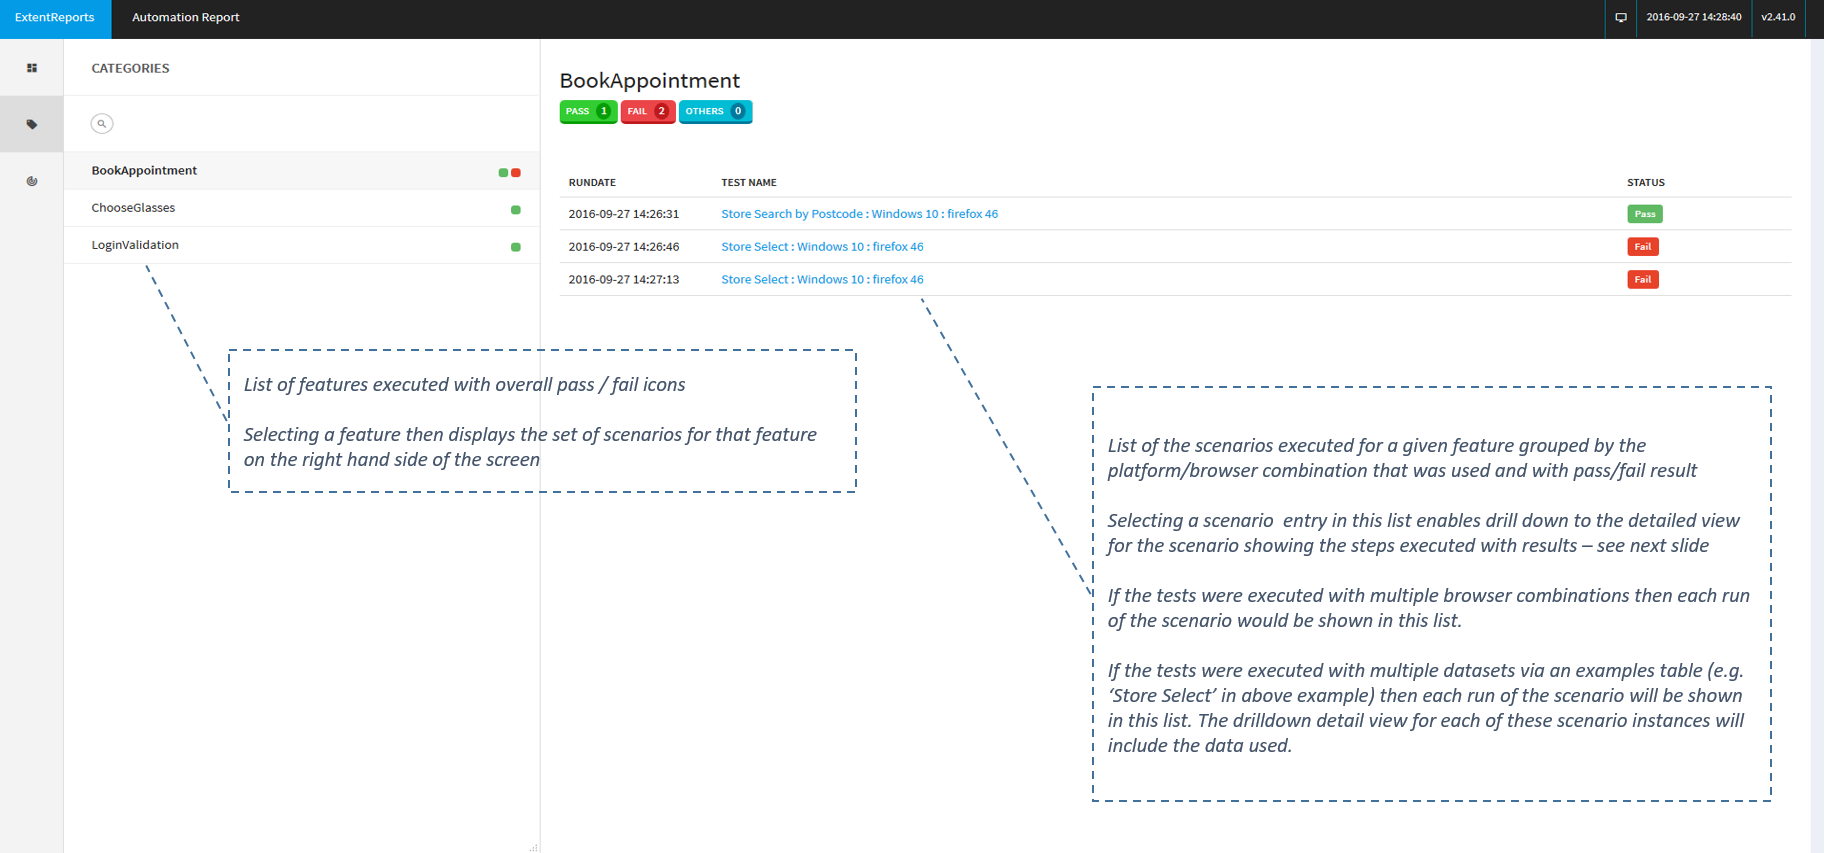 ExtentReports
Automation Report
2016-09-27 14:28:40
v2.41.0
CATEGORIES
BookAppointment
ChooseGlasses
LoginValidation
BookAppointment
PASS 1
FAIL 2
OTHERS 0
RUNDATE TEST NAME STATUS
2016-09-27 14:26:31 Store Search by Postcode : Windows 10 : firefox 46 Pass
2016-09-27 14:26:46 Store Select : Windows 10 : firefox 46 Fail
2016-09-27 14:27:13 Store Select : Windows 10 : firefox 46 Fail
List of features executed with overall pass / fail icons
Selecting a feature then displays the set of scenarios for that feature
on the right hand side of the screen
List of the scenarios executed for a given feature grouped by the
platform/browser combination that was used and with pass/fail result
Selecting a scenario  entry in this list enables drill down to the detailed view
for the scenario showing the steps executed with results – see next slide
If the tests were executed with multiple browser combinations then each run
of the scenario would be shown in this list.
If the tests were executed with multiple datasets via an examples table (e.g.
‘Store Select’ in above example) then each run of the scenario will be shown
in this list. The drilldown detail view for each of these scenario instances will
include the data used.